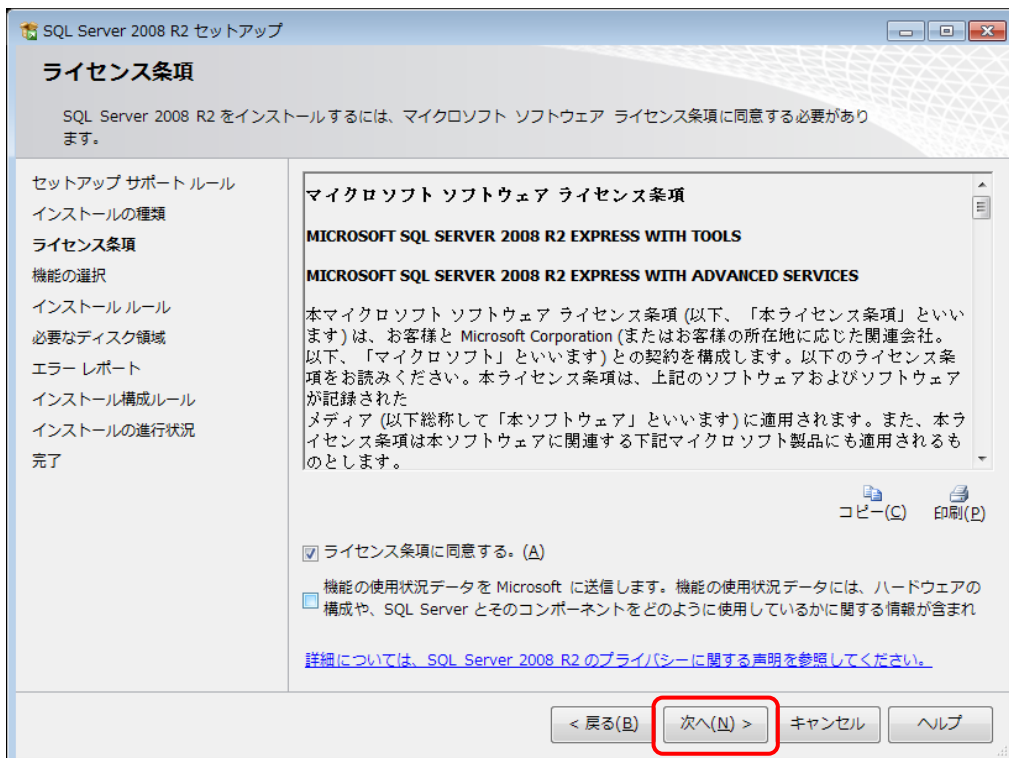 SQL Server 2008 R2 セットアップ
ライセンス条項
SQL Server 2008 R2 をインストールするには、マイクロソフト ソフトウェア ライセンス条項に同意する必要があり
ます。
セットアップ サポート ルール
インストールの種類
ライセンス条項
機能の選択
インストール ルール
必要なディスク領域
エラー レポート
インストール構成ルール
インストールの進行状況
完了
マイクロソフト ソフトウェア ライセンス条項
MICROSOFT SQL SERVER 2008 R2 EXPRESS WITH TOOLS
MICROSOFT SQL SERVER 2008 R2 EXPRESS WITH ADVANCED SERVICES
本マイクロソフト ソフトウェア ライセンス条項 (以下、「本ライセンス条項」といい
ます) は、お客様と Microsoft Corporation (またはお客様の所在地に応じた関連会社。
以下、「マイクロソフト」といいます) との契約を構成します。以下のライセンス条
項をお読みください。本ライセンス条項は、上記のソフトウェアおよびソフトウェア
が記録された
メディア (以下総称して「本ソフトウェア」といいます) に適用されます。また、本ラ
イセンス条項は本ソフトウェアに関連する下記マイクロソフト製品にも適用されるも
のとします。
コピー(C)
印刷(P)
ライセンス条項に同意する。(A)
機能の使用状況データを Microsoft に送信します。機能の使用状況データには、ハードウェアの
構成や、SQL Server とそのコンポーネントをどのように使用しているかに関する情報が含まれ
詳細については、SQL Server 2008 R2 のプライバシーに関する声明を参照してください。
< 戻る(B)
次へ(N) >
キャンセル
ヘルプ